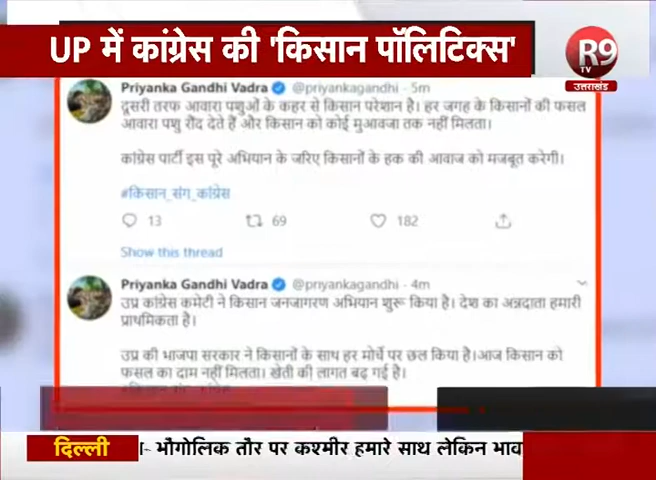 UP में कांग्रेस की 'किसान पॉलिटिक्स'
R9
TV
उत्तराखंड
Priyanka Gandhi Vadra @priyankagandhi - 5m
दूसरी तरफ आवारा पशुओं के कहर से किसान परेशान है। हर जगह के किसानों की फसल
आवारा पशु रौंद देते हैं और किसान को कोई मुआवजा तक नहीं मिलता।
कांग्रेस पार्टी इस पूरे अभियान के जरिए किसानों के हक की आवाज को मजबूत करेगी।
#किसान_संग_कांग्रेस
13 69 182
Show this thread
Priyanka Gandhi Vadra @priyankagandhi - 4m
उप्र कांग्रेस कमेटी ने किसान जनजागरण अभियान शुरू किया है। देश का अन्नदाता हमारी
प्राथमिकता है।
उप्र की भाजपा सरकार ने किसानों के साथ हर मोर्चे पर छल किया है।आज किसान को
फसल का दाम नहीं मिलता। खेती की लागत बढ़ गई है।
दिल्ली
- भौगोलिक तौर पर कश्मीर हमारे साथ लेकिन भाव